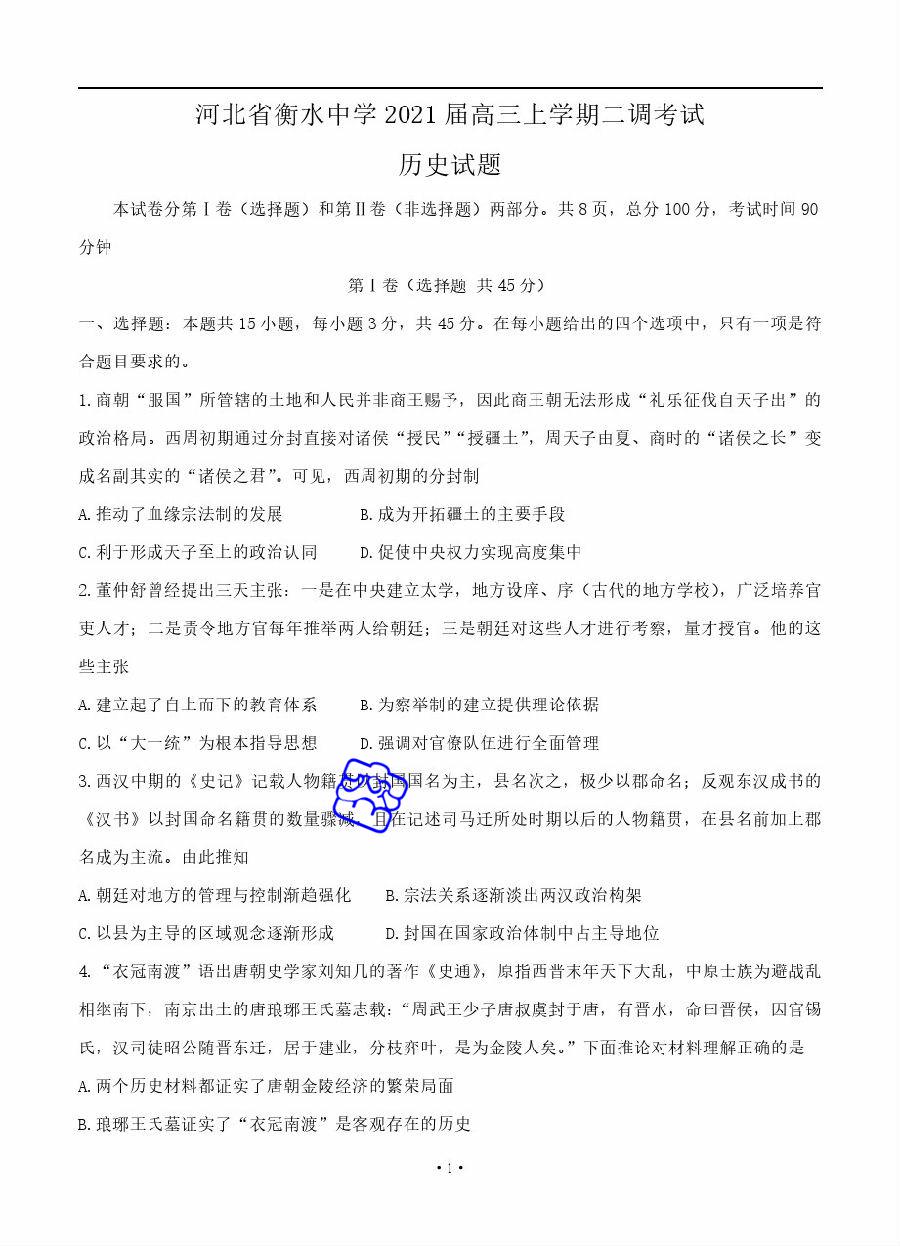 河北省衡水中学 2021 届高三上学期二调考试
历史试题
本试卷分第Ⅰ卷（选择题）和第Ⅱ卷（非选择题）两部分。共 8 页，总分 100 分，考试时间 90
分钟
第Ⅰ卷（选择题 共 45 分）
一、选择题：本题共 15 小题，每小题 3 分，共 45 分。在每小题给出的四个选项中，只有一项是符
合题目要求的。
1. 商朝“服国”所管辖的土地和人民并非商王赐予，因此商王朝无法形成“礼乐征伐自天子出”的
政治格局。西周初期通过分封直接对诸侯“授民”“授疆土”，周天子由夏、商时的“诸侯之长”变
成名副其实的“诸侯之君”。可见，西周初期的分封制
A. 推动了血缘宗法制的发展 B. 成为开拓疆土的主要手段
C. 利于形成天子至上的政治认同 D. 促使中央权力实现高度集中
2. 董仲舒曾经提出三天主张：一是在中央建立太学，地方设庠、序（古代的地方学校），广泛培养官
吏人才；二是责令地方官每年推举两人给朝廷；三是朝廷对这些人才进行考察，量才授官。他的这
些主张
A. 建立起了自上而下的教育体系 B. 为察举制的建立提供理论依据
C. 以“大一统”为根本指导思想 D. 强调对官僚队伍进行全面管理
3. 西汉中期的《史记》记载人物籍贯以封国国名为主，县名次之，极少以郡命名；反观东汉成书的
《汉书》以封国命名籍贯的数量骤减，且在记述司马迁所处时期以后的人物籍贯，在县名前加上郡
名成为主流。由此推知
A. 朝廷对地方的管理与控制渐趋强化 B. 宗法关系逐渐淡出两汉政治构架
C. 以县为主导的区域观念逐渐形成 D. 封国在国家政治体制中占主导地位
4. “衣冠南渡”语出唐朝史学家刘知几的著作《史通》，原指西晋末年天下大乱，中原士族为避战乱
相继南下。南京出土的唐琅琊王氏墓志载：“周武王少子唐叔虞封于唐，有晋水，命曰晋侯，因官锡
氏，汉司徒昭公随晋东迁，居于建业，分枝弈叶，是为金陵人矣。”下面推论对材料理解正确的是
A. 两个历史材料都证实了唐朝金陵经济的繁荣局面
B. 琅琊王氏墓证实了“衣冠南渡”是客观存在的历史
• 1 •